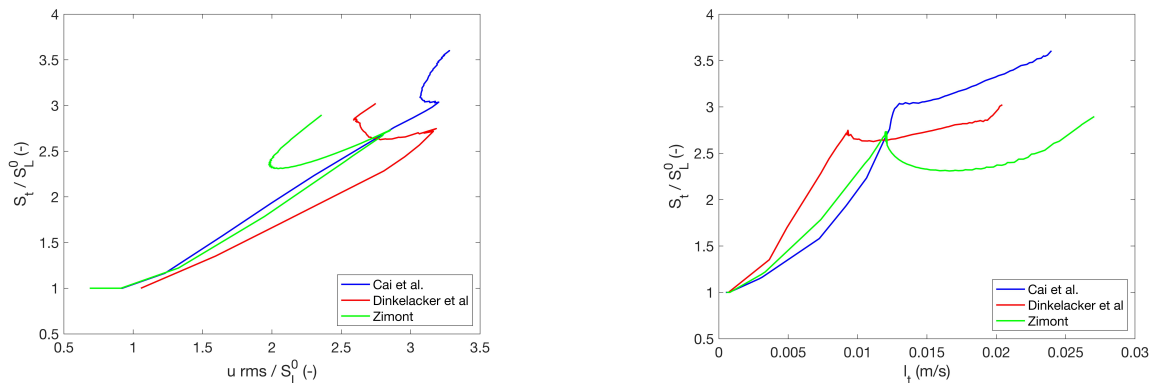 4
3.5
3
2.5
2
1.5
1
0.5
S_t / S_L^0 (-)
0.5 1 1.5 2 2.5 3 3.5
u rms / S_L^0 (-)
Cai et al.
Dinkelacker et al
Zimont
4
3.5
3
2.5
2
1.5
1
0.5
S_t / S_L^0 (-)
0 0.005 0.01 0.015 0.02 0.025 0.03
l_t (m/s)
Cai et al.
Dinkelacker et al
Zimont